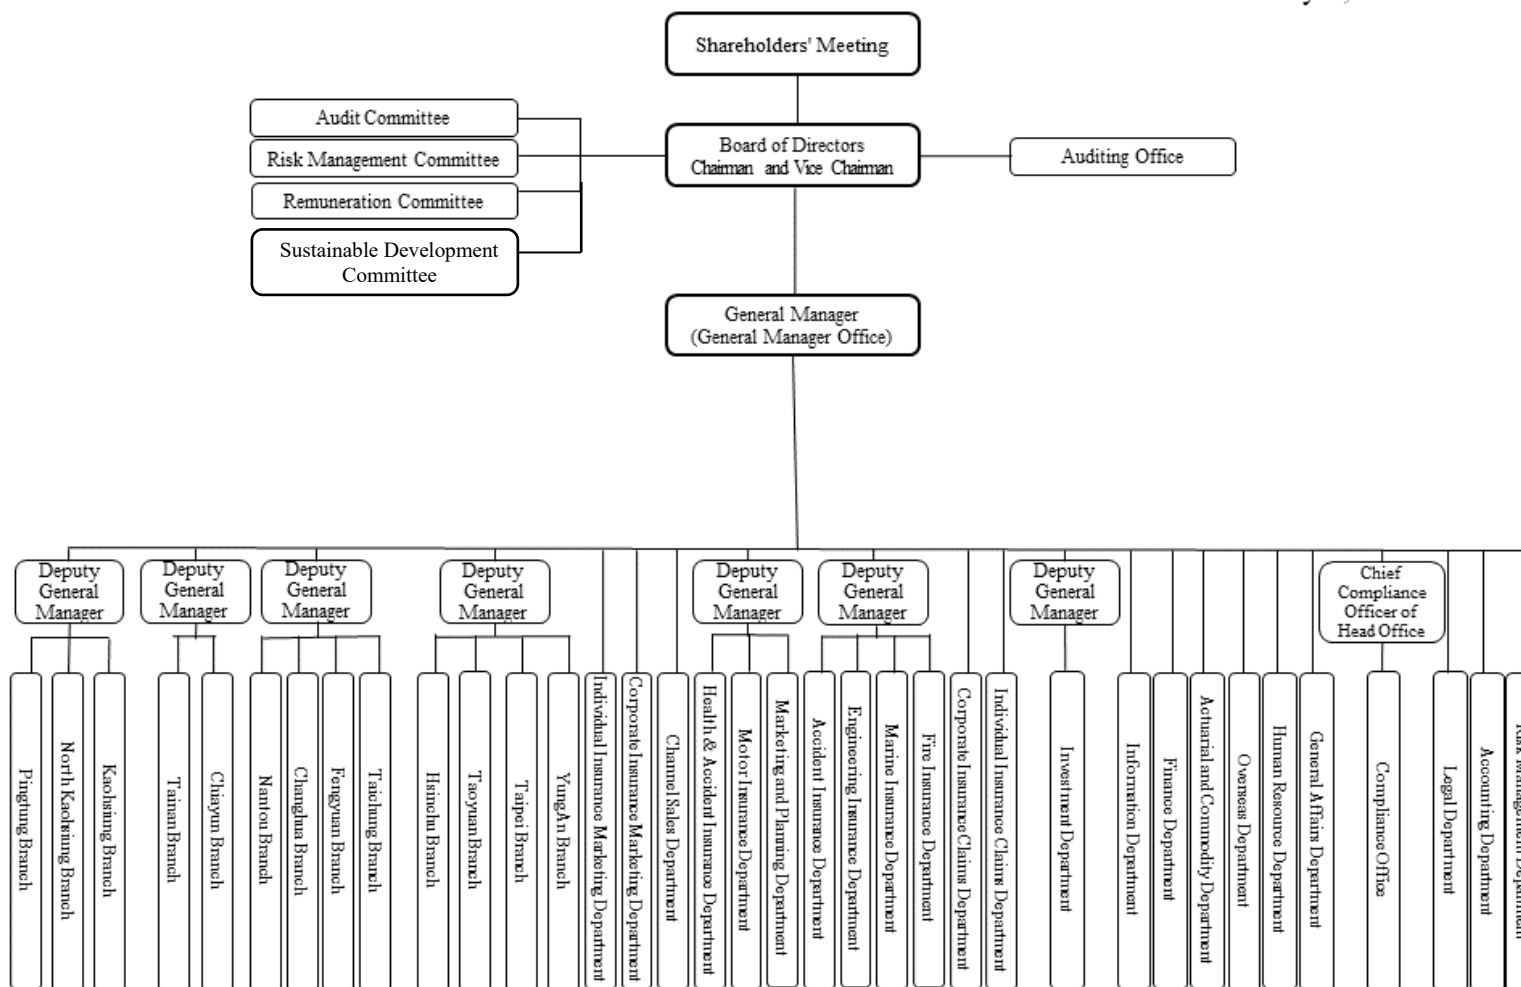 Shareholders' Meeting
Audit Committee
Risk Management Committee
Remuneration Committee
Sustainable Development
Committee
Board of Directors
Chairman and Vice Chairman
Auditing Office
General Manager
(General Manager Office)
Deputy
General
Manager
Deputy
General
Manager
Deputy
General
Manager
Deputy
General
Manager
Deputy
General
Manager
Deputy
General
Manager
Deputy
General
Manager
Chief
Compliance
Officer of
Head Office
Pingtung Branch
North Kaohsiung Branch
Kaohsiung Branch
Tainan Branch
Chiayun Branch
Nantou Branch
Changhua Branch
Fengyuan Branch
Taichung Branch
Hsinchu Branch
Taoyuan Branch
Taipei Branch
YungAn Branch
Individual Insurance Marketing Department
Corporate Insurance Marketing Department
Channel Sales Department
Health & Accident Insurance Department
Motor Insurance Department
Marketing and Planning Department
Accident Insurance Department
Engineering Insurance Department
Marine Insurance Department
Fire Insurance Department
Corporate Insurance Claims Department
Individual Insurance Claims Department
Investment Department
Information Department
Finance Department
Actuarial and Commodity Department
Overseas Department
Human Resource Department
General Affairs Department
Compliance Office
Legal Department
Accounting Department
Risk Management Department